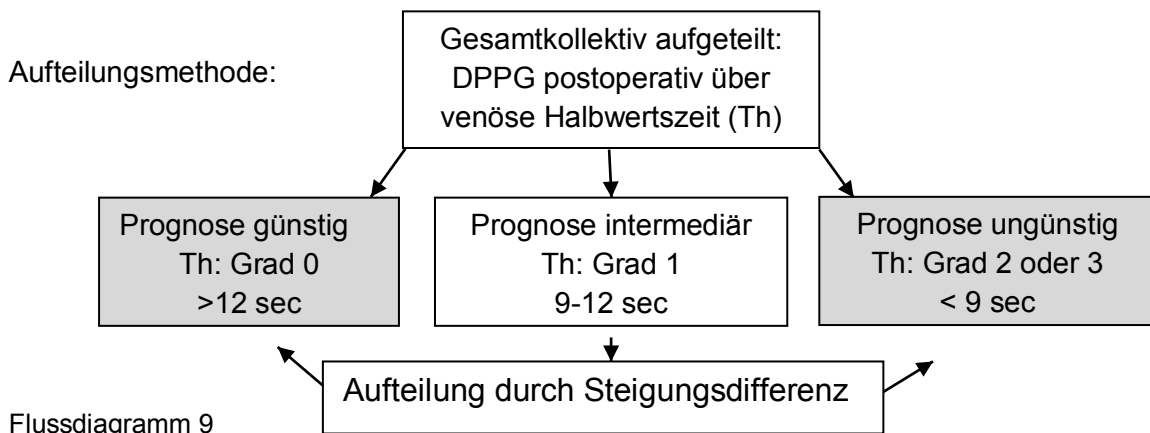 Gesamtkollektiv aufgeteilt:
Aufteilungsmethode:
DPPG postoperativ über
venöse Halbwertszeit (Th)
Prognose günstig
Th: Grad 0
>12 sec
Prognose intermediär
Th: Grad 1
9-12 sec
Prognose ungünstig
Th: Grad 2 oder 3
< 9 sec
Aufteilung durch Steigungsdifferenz
Flussdiagramm 9